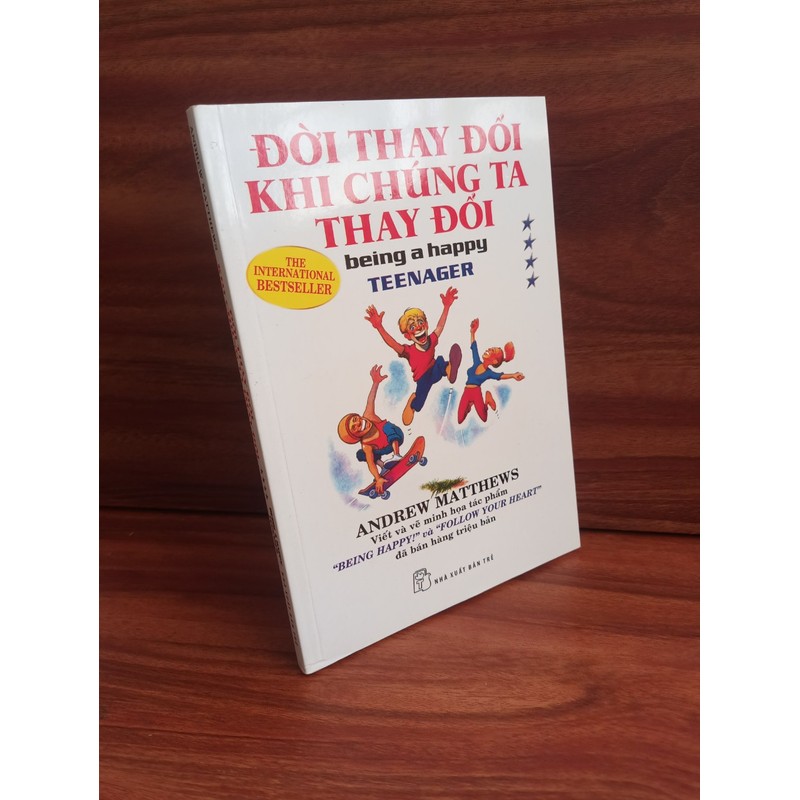 ĐỜI THAY ĐỔI
KHI CHÚNG TA
THAY ĐỔI
being a happy
TEENAGER
THE
INTERNATIONAL
BESTSELLER
ANDREW MATTHEWS
Viết và vẽ minh họa tác phẩm
"BEING HAPPY!" và "FOLLOW YOUR HEART"
đã bán hàng triệu bản
NHÀ XUẤT BẢN TRẺ